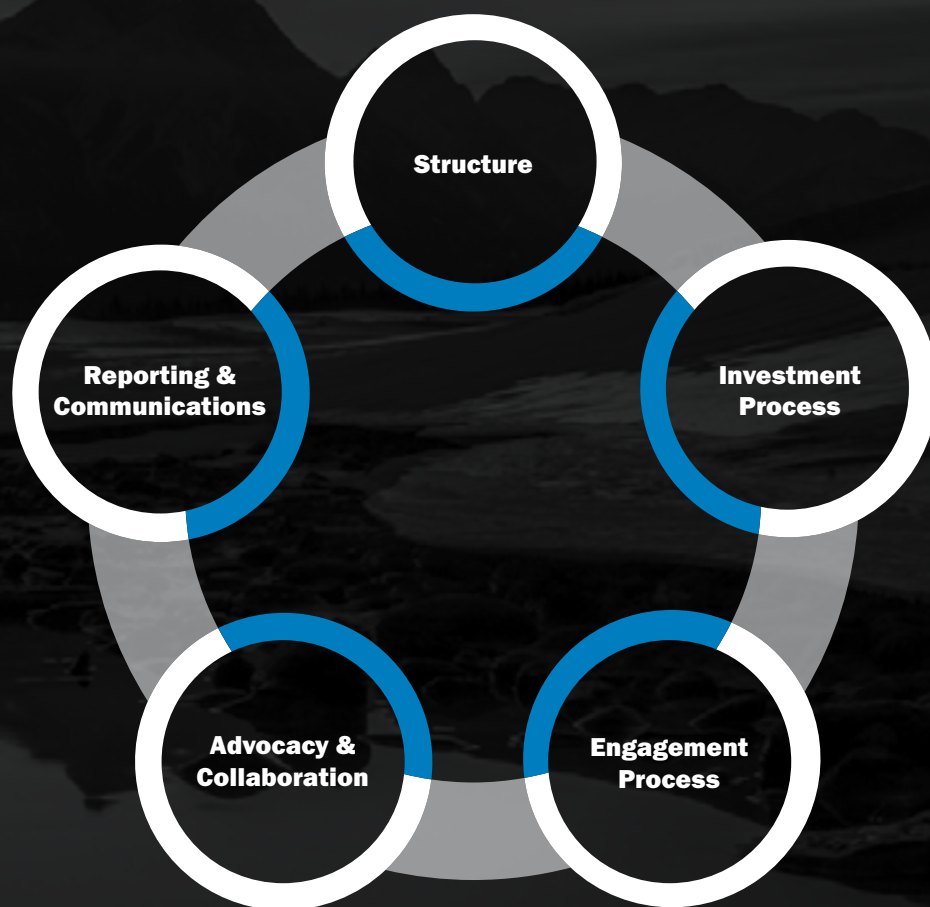 Structure
Investment
Process
Engagement
Process
Advocacy &
Collaboration
Reporting &
Communications